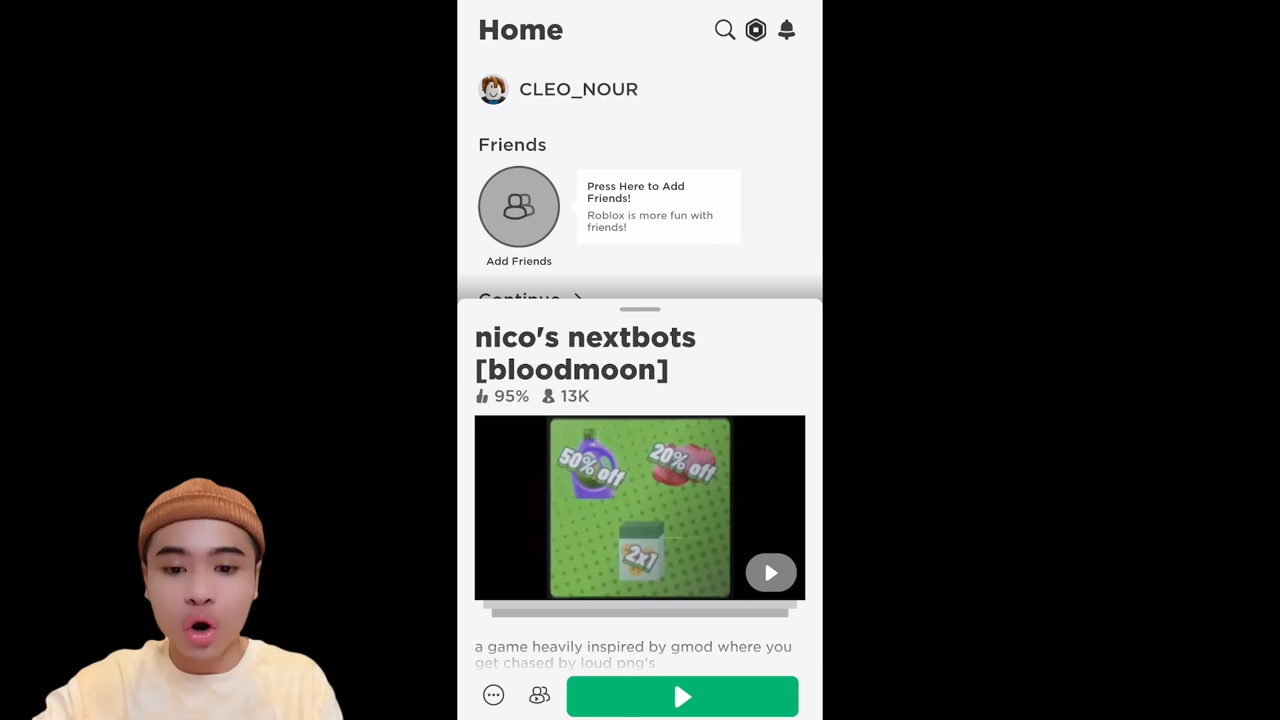 Home
CLEO_NOUR
Friends
Press Here to Add
Friends!
Roblox is more fun with
friends!
Add Friends
Continue
nico's nextbots
[bloodmoon]
95% 13K
50% off
20% off
2x1
a game heavily inspired by gmod where you
get chased by loud png's